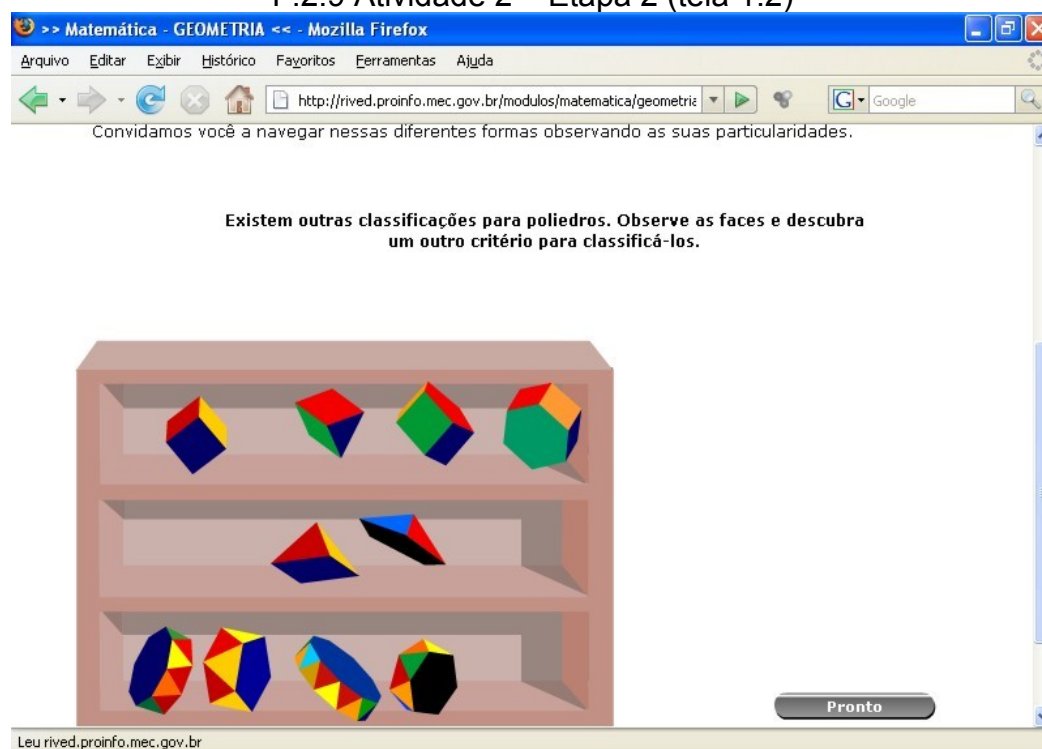 F.2.9 Atividade 2 – Etapa 2 (tela 1.2)
>> Matemática - GEOMETRIA << - Mozilla Firefox
Arquivo Editar Exibir Histórico Favoritos Ferramentas Ajuda
http://rived.proinfo.mec.gov.br/modulos/matematica/geometria
G Google
Convidamos você a navegar nessas diferentes formas observando as suas particularidades.
Existem outras classificações para poliedros. Observe as faces e descubra
um outro critério para classificá-los.
Pronto
Leu rived.proinfo.mec.gov.br